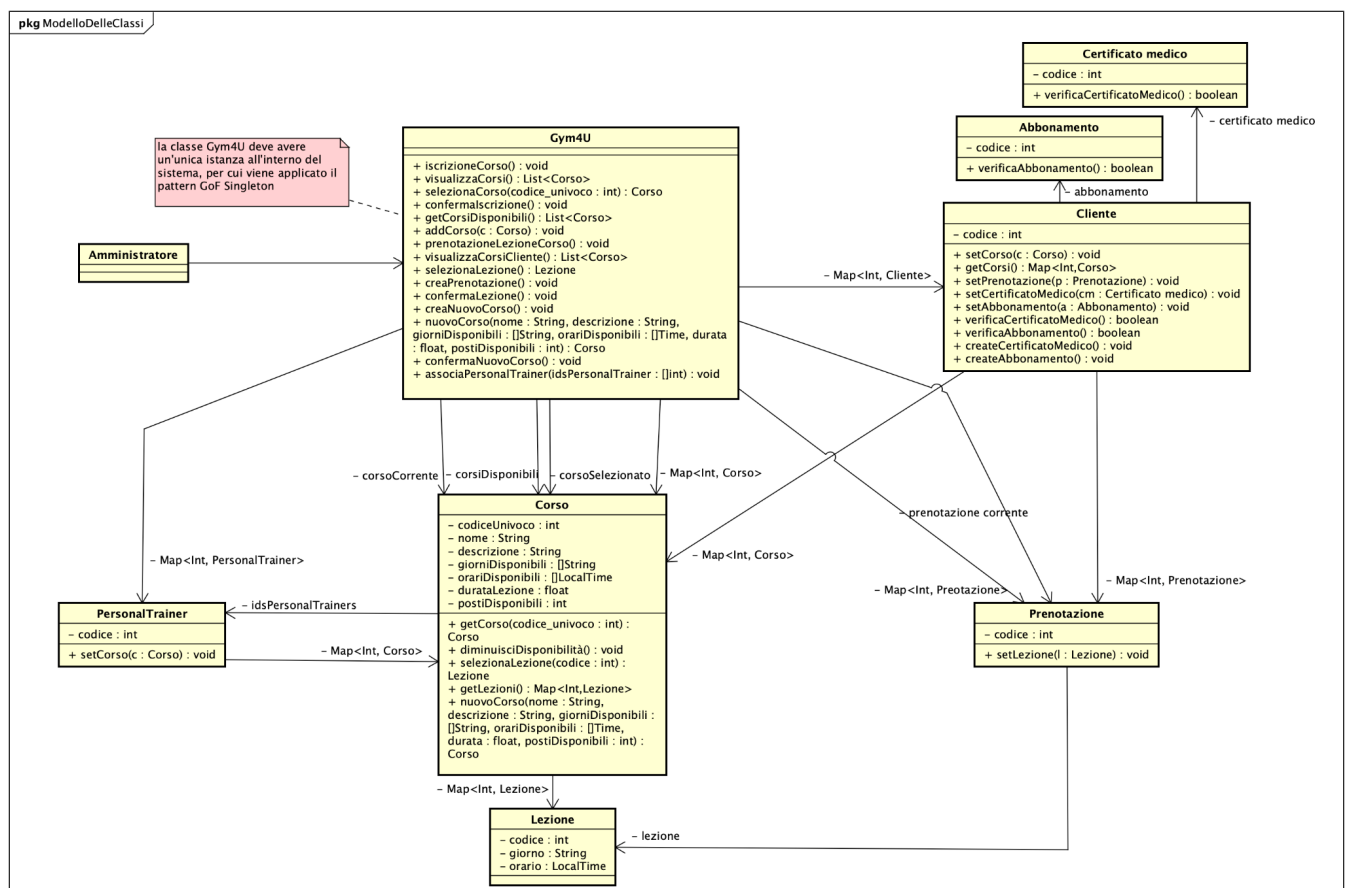 pkg ModelloDelleClassi
Certificato medico
– codice : int
+ verificaCertificatoMedico() : boolean
– certificato medico
Abbonamento
– codice : int
+ verificaAbbonamento() : boolean
– abbonamento
la classe Gym4U deve avere
un'unica istanza all'interno del
sistema, per cui viene applicato il
pattern GoF Singleton
Gym4U
+ iscrizioneCorso() : void
+ visualizzaCorsi() : List<Corso>
+ selezionaCorso(codice_univoco : int) : Corso
+ confermaIscrizione() : void
+ getCorsiDisponibili() : List<Corso>
+ addCorso(c : Corso) : void
+ prenotazioneLezioneCorso() : void
+ visualizzaCorsiCliente() : List<Corso>
+ selezionaLezione() : Lezione
+ creaPrenotazione() : void
+ confermaLezione() : void
+ creaNuovoCorso() : void
+ nuovoCorso(nome : String, descrizione : String,
giorniDisponibili : []String, orariDisponibili : []Time, durata
: float, postiDisponibili : int) : Corso
+ confermaNuovoCorso() : void
+ associaPersonalTrainer(idsPersonalTrainer : []int) : void
Amministratore
Cliente
– codice : int
+ setCorso(c : Corso) : void
+ getCorsi() : Map<Int,Corso>
+ setPrenotazione(p : Prenotazione) : void
+ setCertificatoMedico(cm : Certificato medico) : void
+ setAbbonamento(a : Abbonamento) : void
+ verificaCertificatoMedico() : boolean
+ verificaAbbonamento() : boolean
+ createCertificatoMedico() : void
+ createAbbonamento() : void
– Map<Int, Cliente>
– corsoCorrente
– corsiDisponibili
– corsoSelezionato
– Map<Int, Corso>
Corso
– codiceUnivoco : int
– nome : String
– descrizione : String
– giorniDisponibili : []String
– orariDisponibili : []LocalTime
– durataLezione : float
– postiDisponibili : int
+ getCorso(codice_univoco : int) :
Corso
+ diminuisciDisponibilità() : void
+ selezionaLezione(codice : int) :
Lezione
+ getLezioni() : Map<Int,Lezione>
+ nuovoCorso(nome : String,
descrizione : String, giorniDisponibili :
[]String, orariDisponibili : []Time,
durata : float, postiDisponibili : int) :
Corso
– prenotazione corrente
– Map<Int, Corso>
– Map<Int, PersonalTrainer>
– Map<Int, Preotazione>
– Map<Int, Prenotazione>
PersonalTrainer
– codice : int
+ setCorso(c : Corso) : void
– idsPersonalTrainers
– Map<Int, Corso>
Prenotazione
– codice : int
+ setLezione(l : Lezione) : void
– Map<Int, Lezione>
Lezione
– codice : int
– giorno : String
– orario : LocalTime
– lezione